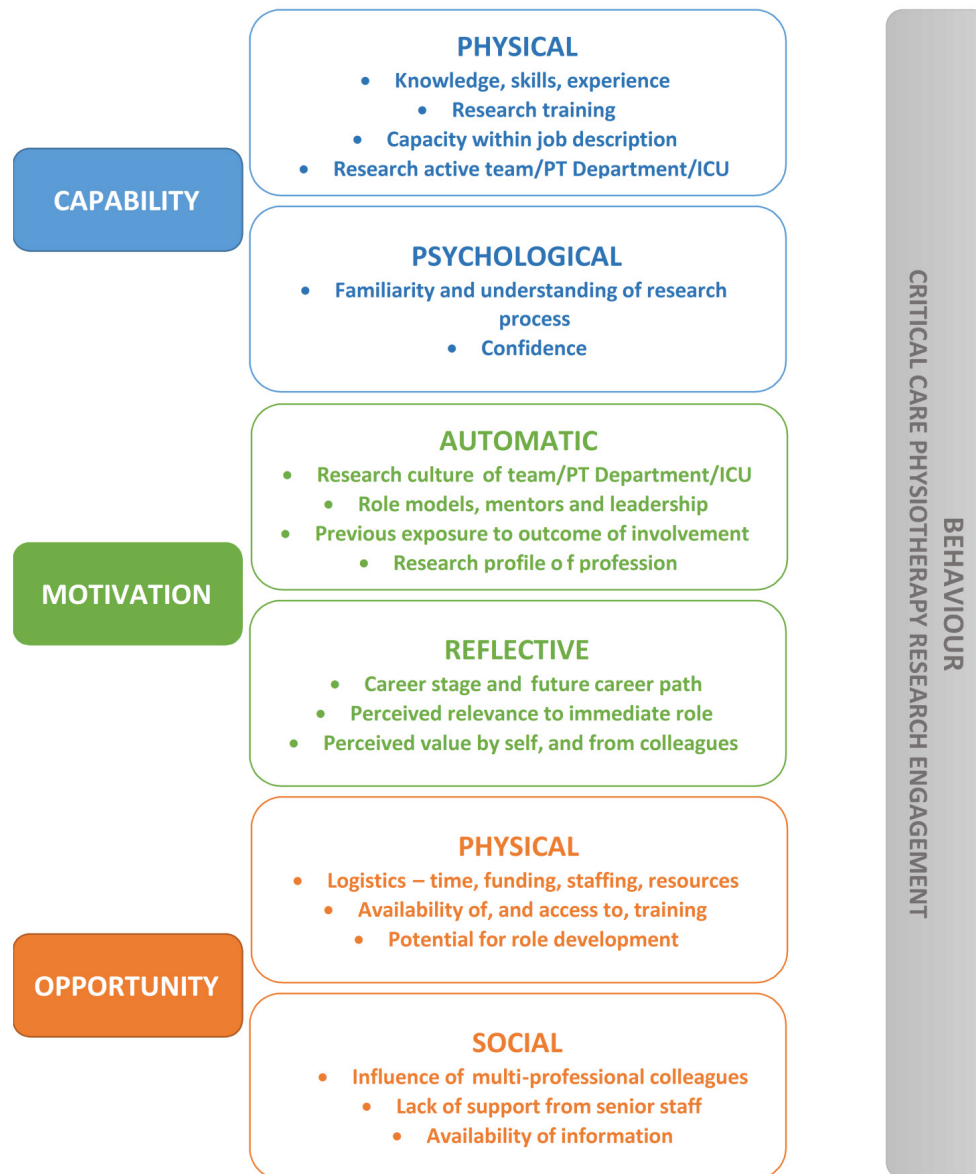 PHYSICAL
• Knowledge, skills, experience
• Research training
• Capacity within job description
• Research active team/PT Department/ICU
CAPABILITY
PSYCHOLOGICAL
• Familiarity and understanding of research
process
• Confidence
AUTOMATIC
• Research culture of team/PT Department/ICU
• Role models, mentors and leadership
• Previous exposure to outcome of involvement
• Research profile o f profession
MOTIVATION
REFLECTIVE
• Career stage and future career path
• Perceived relevance to immediate role
• Perceived value by self, and from colleagues
PHYSICAL
• Logistics – time, funding, staffing, resources
• Availability of, and access to, training
• Potential for role development
OPPORTUNITY
SOCIAL
• Influence of multi-professional colleagues
• Lack of support from senior staff
• Availability of information
BEHAVIOUR
CRITICAL CARE PHYSIOTHERAPY RESEARCH ENGAGEMENT